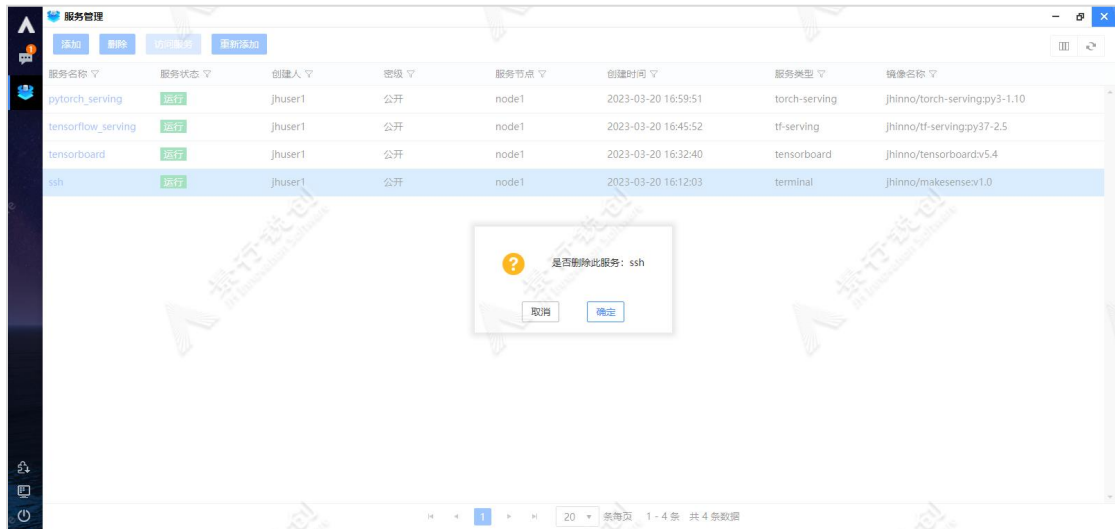 服务管理
添加 删除 访问服务 重新添加
服务名称 服务状态 创建人 密级 服务节点 创建时间 服务类型 镜像名称
pytorch_serving 运行 jhuser1 公开 node1 2023-03-20 16:59:51 torch-serving jhinno/torch-serving:py3-1.10
tensorflow_serving 运行 jhuser1 公开 node1 2023-03-20 16:45:52 tf-serving jhinno/tf-serving:py37-2.5
tensorboard 运行 jhuser1 公开 node1 2023-03-20 16:32:40 tensorboard jhinno/tensorboard:v5.4
ssh 运行 jhuser1 公开 node1 2023-03-20 16:12:03 terminal jhinno/makesense:v1.0
是否删除此服务: ssh
取消 确定
1 20 条每页 1 - 4 条 共 4 条数据